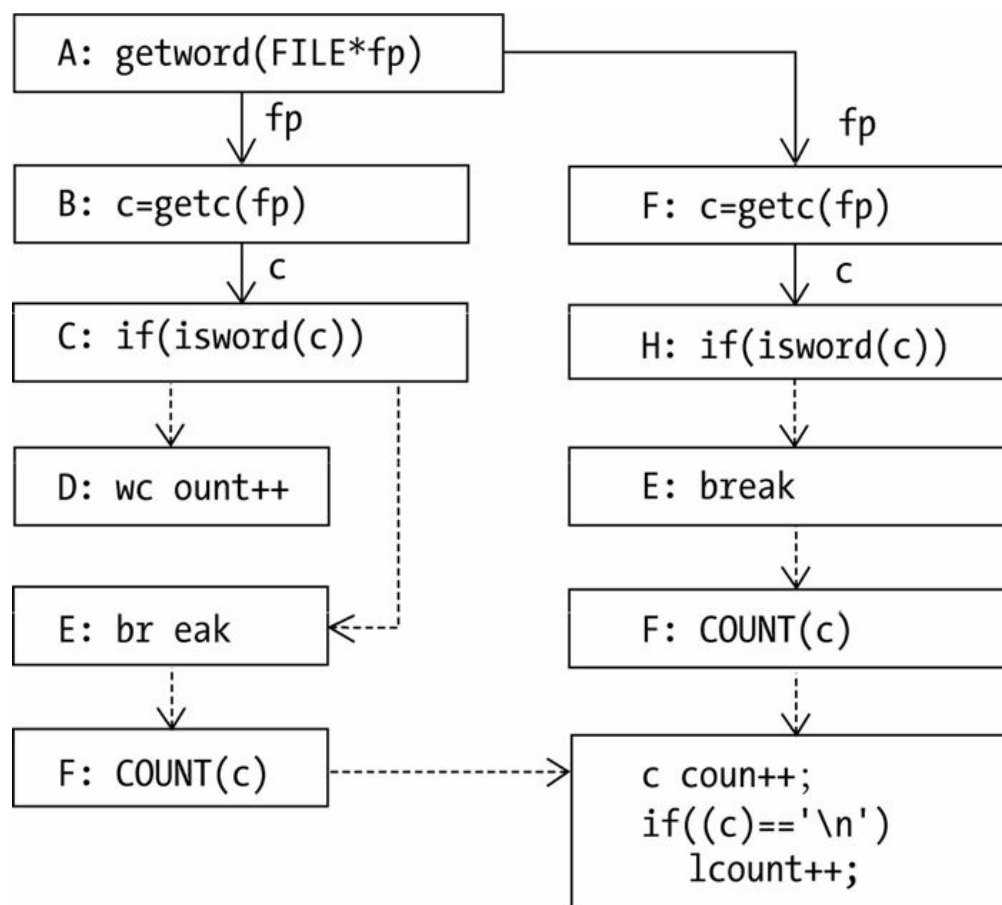 A: getword(FILE*fp)
fp
fp
B: c=getc(fp)
F: c=getc(fp)
c
c
C: if(isword(c))
H: if(isword(c))
D: wc ount++
E: break
E: br eak
F: COUNT(c)
F: COUNT(c)
c coun++;
if((c)=='\n')
lcount++;